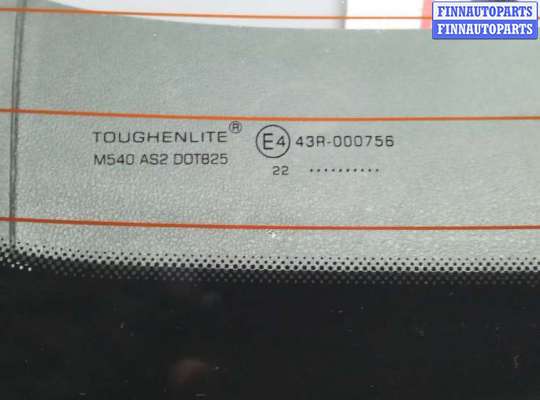 FINNAUTOPARTS
FINNAUTOPARTS
TOUGHENLITE® E4 43R-000756
M540 AS2 DOT825
22 ..........